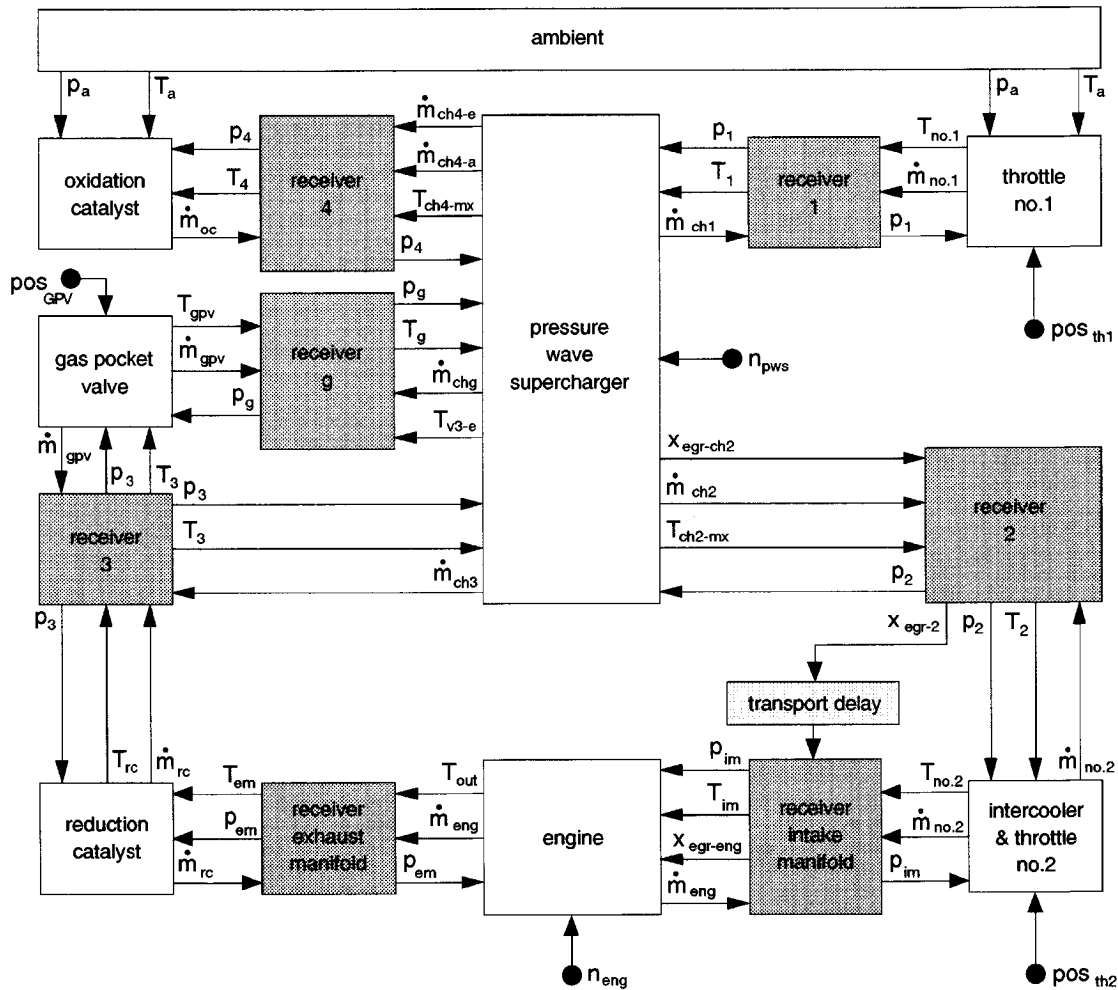 ambient
p_a
T_a
p_a
T_a
oxidation
catalyst
p_4
T_4
ṁ_oc
receiver
4
ṁ_ch4-e
ṁ_ch4-a
T_ch4-mx
p_4
pressure
wave
supercharger
p_1
T_1
ṁ_ch1
receiver
1
T_no.1
ṁ_no.1
p_1
throttle
no.1
pos_th1
pos_GPV
gas pocket
valve
T_gpv
ṁ_gpv
p_g
receiver
g
p_g
T_g
ṁ_chg
T_v3-e
n_pws
ṁ_gpv
p_3
T_3
receiver
3
p_3
T_3
ṁ_ch3
x_egr-ch2
ṁ_ch2
T_ch2-mx
p_2
receiver
2
p_3
T_rc
ṁ_rc
x_egr-2
p_2
T_2
ṁ_no.2
transport delay
reduction
catalyst
T_em
p_em
ṁ_rc
receiver
exhaust
manifold
T_out
ṁ_eng
p_em
engine
p_im
T_im
x_egr-eng
ṁ_eng
receiver
intake
manifold
T_no.2
ṁ_no.2
p_im
intercooler
& throttle
no.2
n_eng
pos_th2